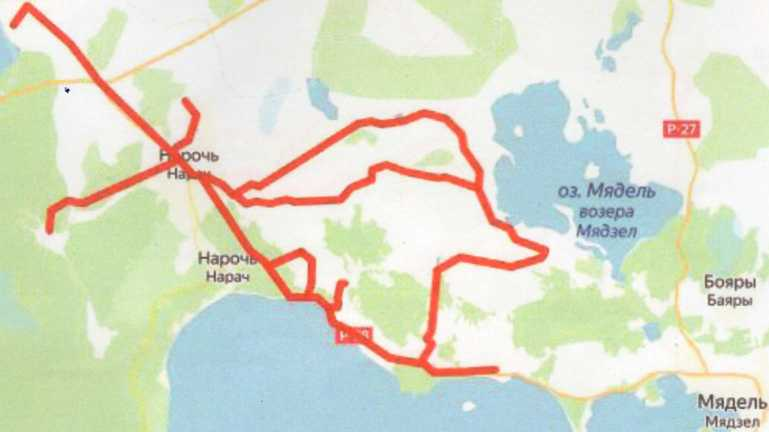 Р-27
Нарочь
Нарач
оз. Мядель
возера
Мядзел
Нарочь
Нарач
Бояры
Баяры
Мядель
Мядзел